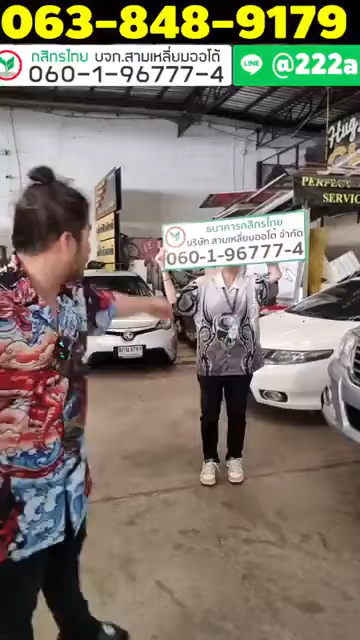 063-848-9179
กสิกรไทย บจก.สามเหลี่ยมออโต้
060-1-96777-4
LINE @222a
Hug
PERFECT
SERVIC
ธนาคารกสิกรไทย
บริษัท สามเหลี่ยมออโต้ จำกัด
060-1-96777-4